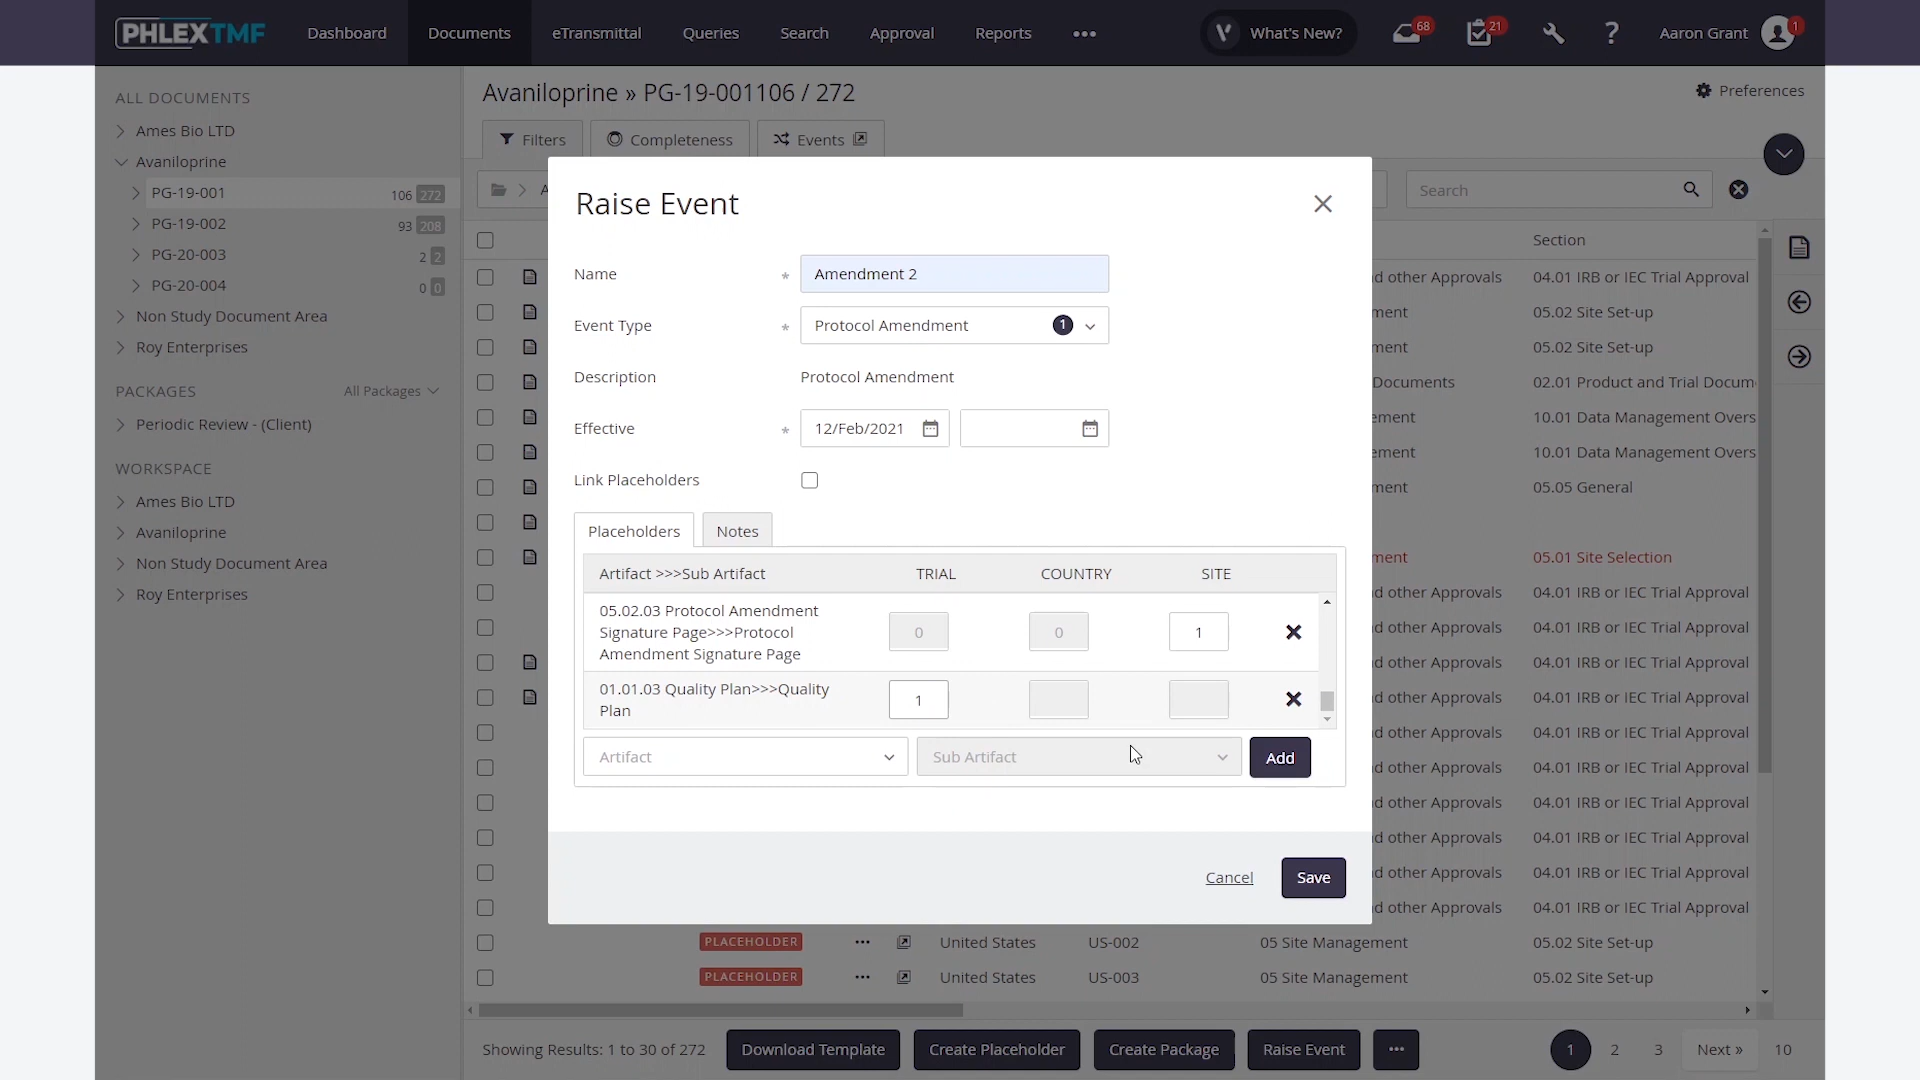 PHLEXTMF
Dashboard
Documents
eTransmittal
Queries
Search
Approval
Reports
•••
What's New?
68
21
?
Aaron Grant
1
ALL DOCUMENTS
Ames Bio LTD
Avaniloprine
PG-19-001 106 272
PG-19-002 93 208
PG-20-003 2 2
PG-20-004 0 0
Non Study Document Area
Roy Enterprises
PACKAGES All Packages
Periodic Review - (Client)
WORKSPACE
Ames Bio LTD
Avaniloprine
Non Study Document Area
Roy Enterprises
Avaniloprine » PG-19-001106 / 272
Preferences
Filters
Completeness
Events
A
Search
Section
d other Approvals 04.01 IRB or IEC Trial Approval
ment 05.02 Site Set-up
ment 05.02 Site Set-up
Documents 02.01 Product and Trial Docum
ement 10.01 Data Management Overs
ement 10.01 Data Management Overs
ment 05.05 General
ment 05.01 Site Selection
d other Approvals 04.01 IRB or IEC Trial Approval
d other Approvals 04.01 IRB or IEC Trial Approval
d other Approvals 04.01 IRB or IEC Trial Approval
d other Approvals 04.01 IRB or IEC Trial Approval
d other Approvals 04.01 IRB or IEC Trial Approval
d other Approvals 04.01 IRB or IEC Trial Approval
d other Approvals 04.01 IRB or IEC Trial Approval
d other Approvals 04.01 IRB or IEC Trial Approval
d other Approvals 04.01 IRB or IEC Trial Approval
d other Approvals 04.01 IRB or IEC Trial Approval
Raise Event
Name * Amendment 2
Event Type * Protocol Amendment 1
Description Protocol Amendment
Effective * 12/Feb/2021
Link Placeholders
Placeholders
Notes
Artifact >>>Sub Artifact TRIAL COUNTRY SITE
05.02.03 Protocol Amendment
Signature Page>>>Protocol
Amendment Signature Page
0 0 1
01.01.03 Quality Plan>>>Quality
Plan
1
Artifact
Sub Artifact
Add
Cancel
Save
PLACEHOLDER ••• United States US-002 05 Site Management 05.02 Site Set-up
PLACEHOLDER ••• United States US-003 05 Site Management 05.02 Site Set-up
Showing Results: 1 to 30 of 272
Download Template
Create Placeholder
Create Package
Raise Event
•••
1 2 3 Next » 10